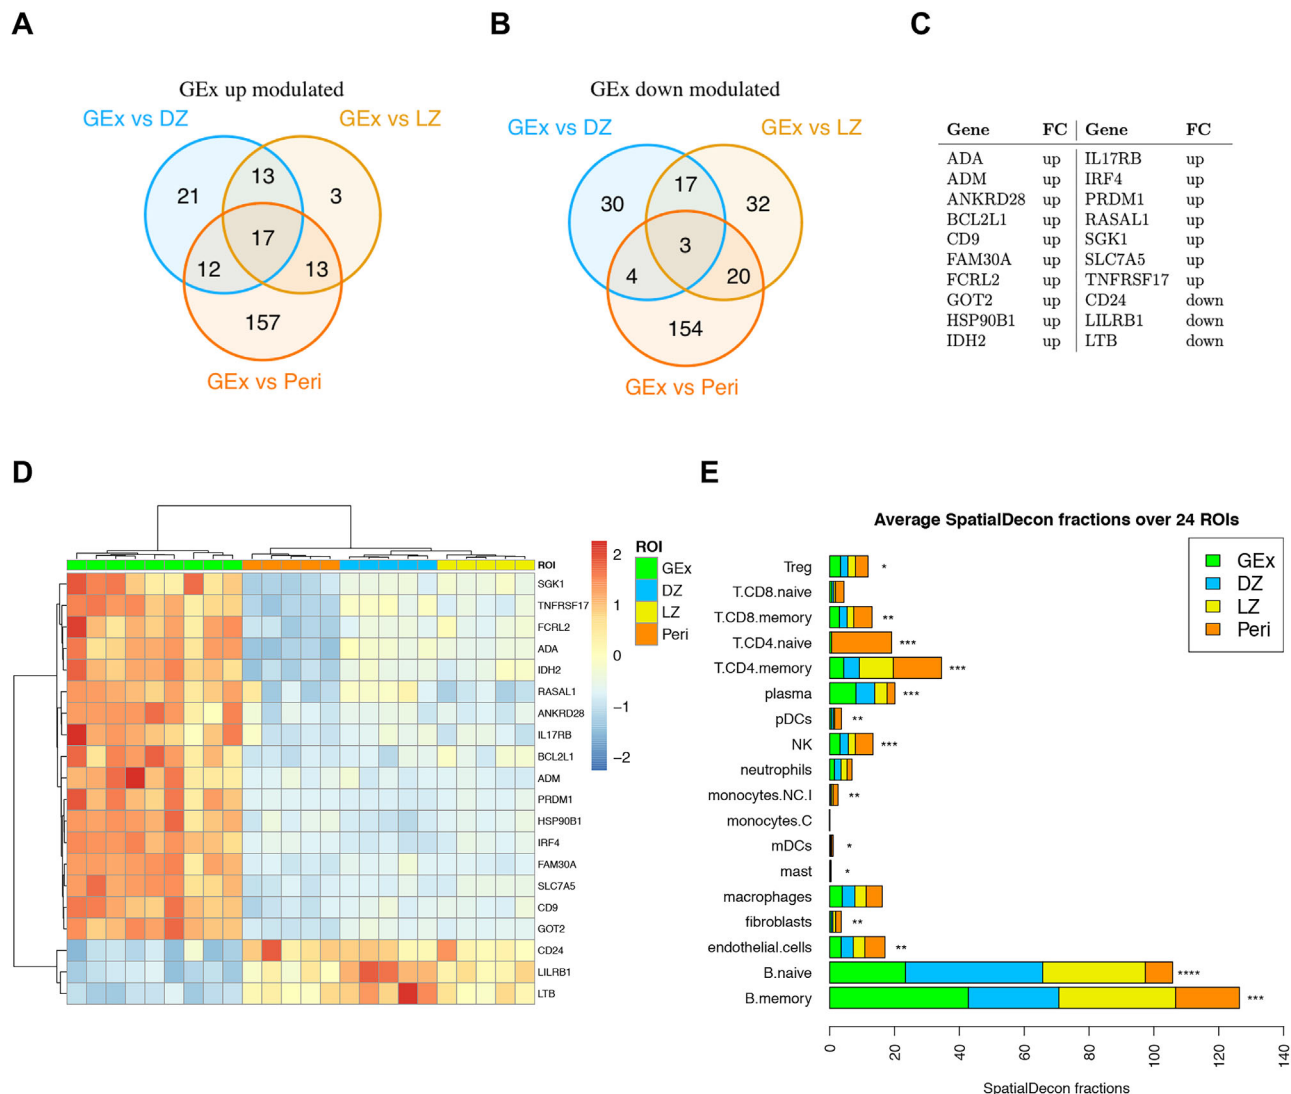 A
B
C
GEx up modulated
GEx vs DZ
GEx vs LZ
21
13
3
17
12
13
157
GEx vs Peri
GEx down modulated
GEx vs DZ
GEx vs LZ
30
17
32
3
4
20
154
GEx vs Peri
Gene FC Gene FC
ADA up IL17RB up
ADM up IRF4 up
ANKRD28 up PRDM1 up
BCL2L1 up RASAL1 up
CD9 up SGK1 up
FAM30A up SLC7A5 up
FCRL2 up TNFRSF17 up
GOT2 up CD24 down
HSP90B1 up LILRB1 down
IDH2 up LTB down
D
ROI
SGK1
TNFRSF17
FCRL2
ADA
IDH2
RASAL1
ANKRD28
IL17RB
BCL2L1
ADM
PRDM1
HSP90B1
IRF4
FAM30A
SLC7A5
CD9
GOT2
CD24
LILRB1
LTB
2
1
0
−1
−2
ROI
GEx
DZ
LZ
Peri
E
Average SpatialDecon fractions over 24 ROIs
GEx
DZ
LZ
Peri
Treg *
T.CD8.naive
T.CD8.memory **
T.CD4.naive ***
T.CD4.memory ***
plasma ***
pDCs **
NK ***
neutrophils
monocytes.NC.I **
monocytes.C
mDCs *
mast *
macrophages
fibroblasts **
endothelial.cells **
B.naive ****
B.memory ***
0 20 40 60 80 100 120 140
SpatialDecon fractions